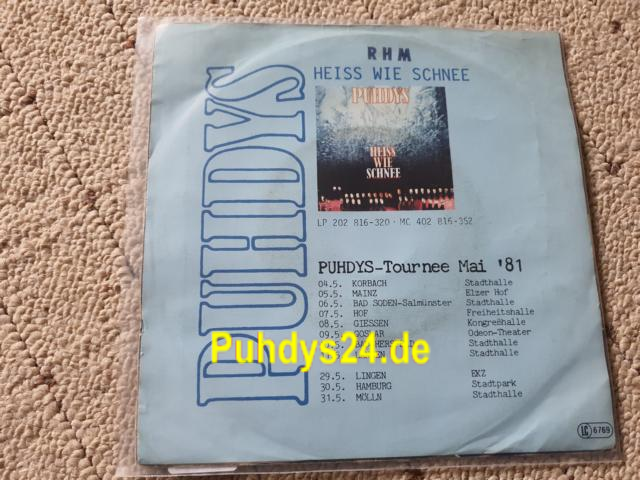 PUHDYS
RHM
HEISS WIE SCHNEE
PUHDYS
HEISS
WIE
SCHNEE
LP 202 816-320 · MC 402 816-352
PUHDYS-Tournee Mai '81
04.5. KORBACH Stadthalle
05.5. MAINZ Elzer Hof
06.5. BAD SODEN-Salmünster Stadthalle
07.5. HOF Freiheitshalle
08.5. GIESSEN Kongreßhalle
09.5. GOSLAR Odeon-Theater
Stadthalle
Stadthalle
Puhdys24.de
29.5. LINGEN EKZ
30.5. HAMBURG Stadtpark
31.5. MÖLLN Stadthalle
LC 6769